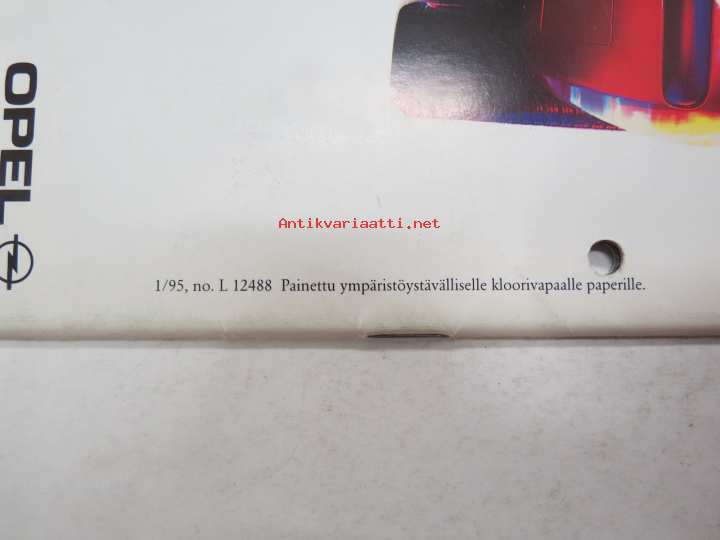 OPEL
Antikvariaatti.net
1/95, no. L 12488 Painettu ympäristöystävälliselle kloorivapaalle paperille.